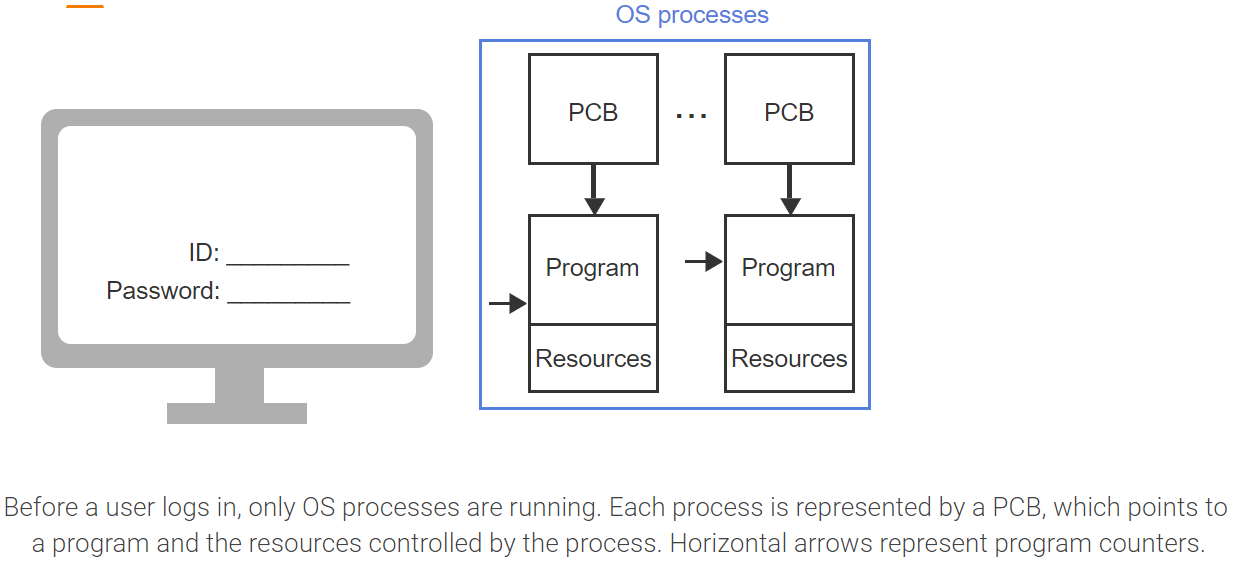 OS processes
PCB ... PCB
ID: _________
Password: _________
Program Program
Resources Resources
Before a user logs in, only OS processes are running. Each process is represented by a PCB, which points to
a program and the resources controlled by the process. Horizontal arrows represent program counters.